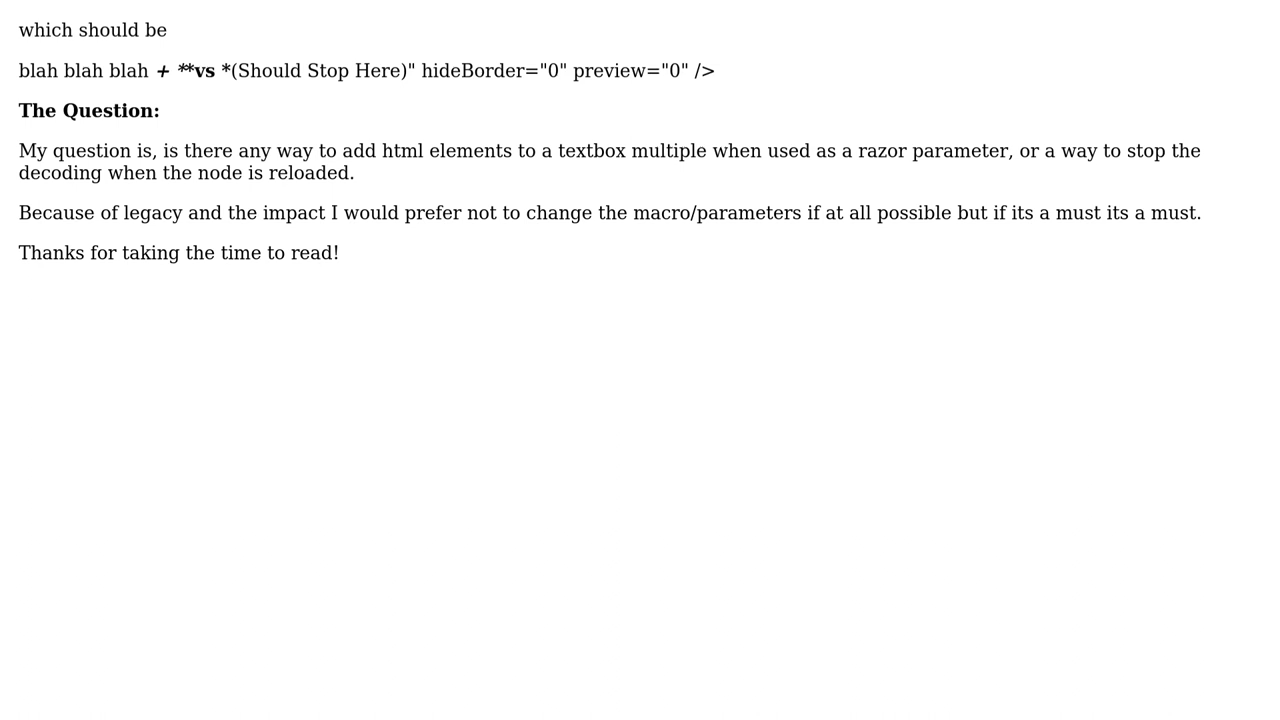 which should be
blah blah blah + **vs *(Should Stop Here)" hideBorder="0" preview="0" />
The Question:
My question is, is there any way to add html elements to a textbox multiple when used as a razor parameter, or a way to stop the
decoding when the node is reloaded.
Because of legacy and the impact I would prefer not to change the macro/parameters if at all possible but if its a must its a must.
Thanks for taking the time to read!